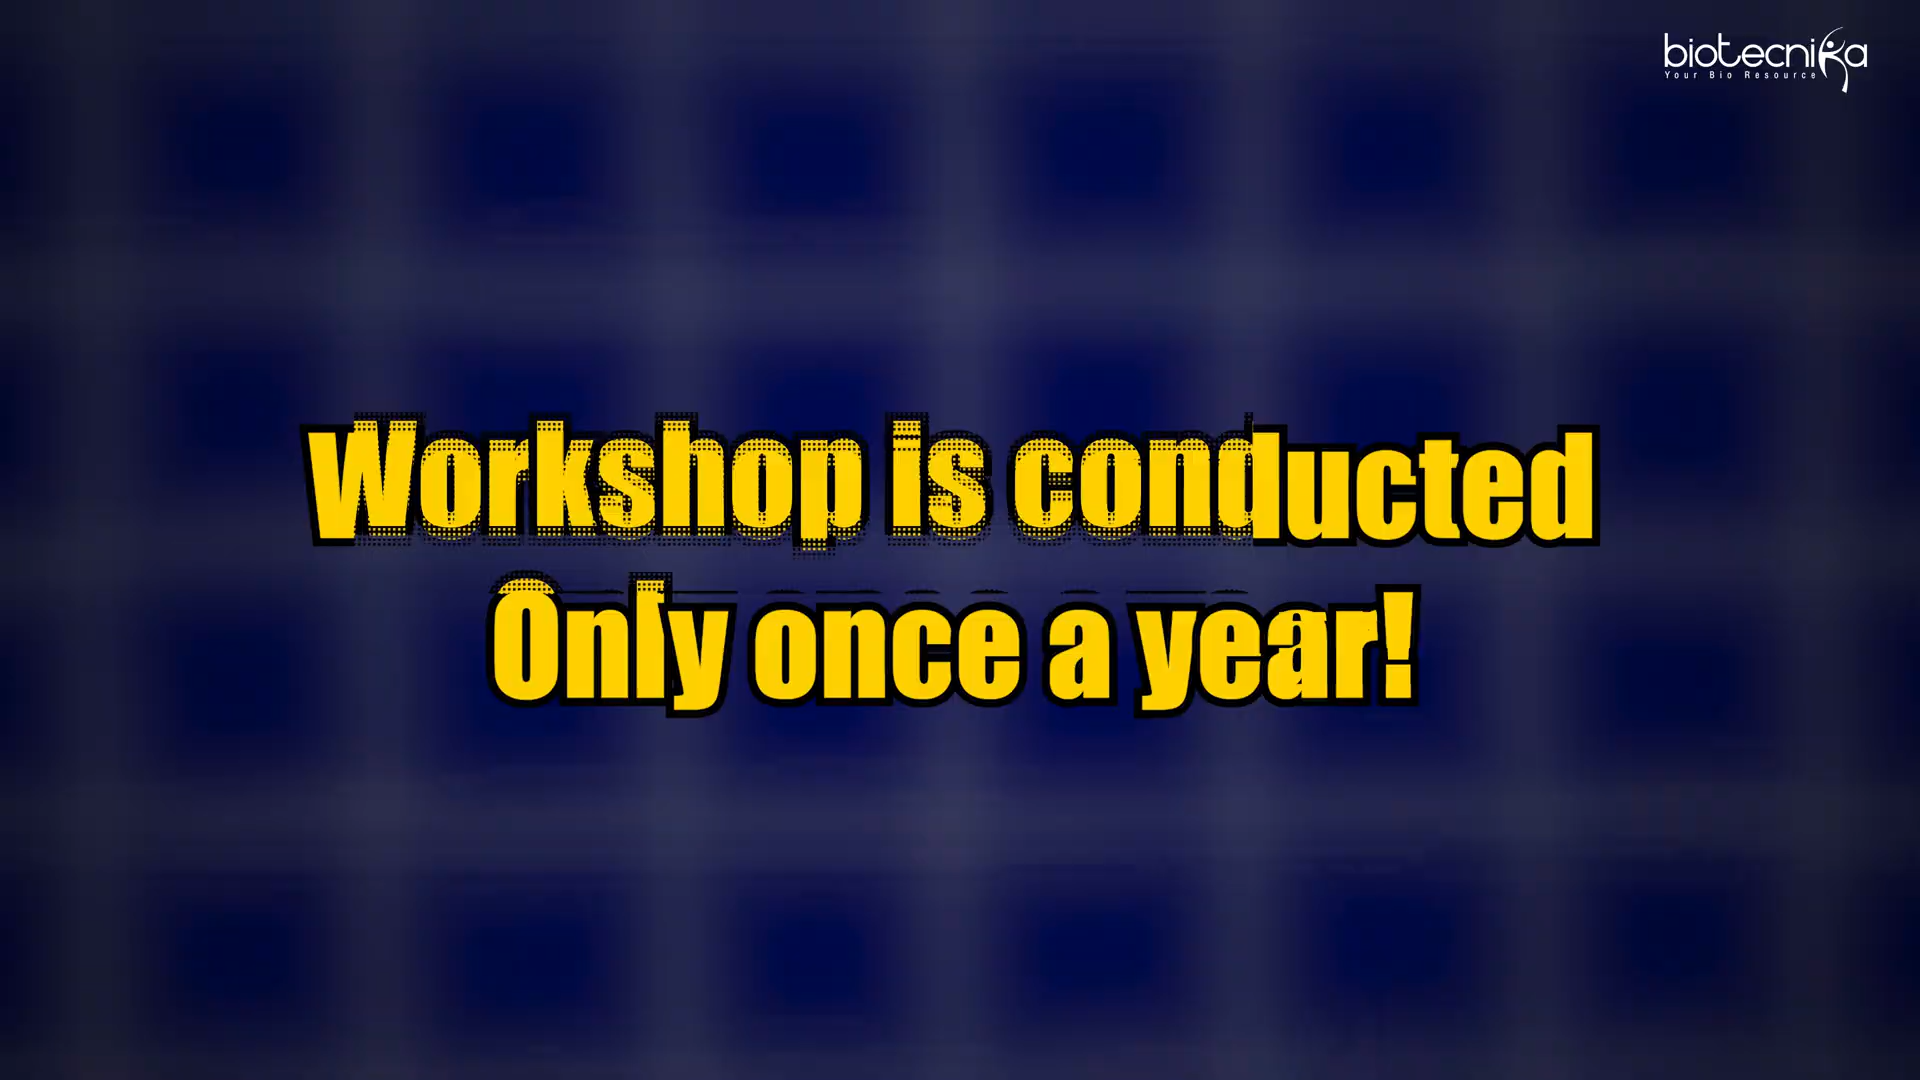 biotecnika
Your Bio Resource
Workshop is conducted
Only once a year!